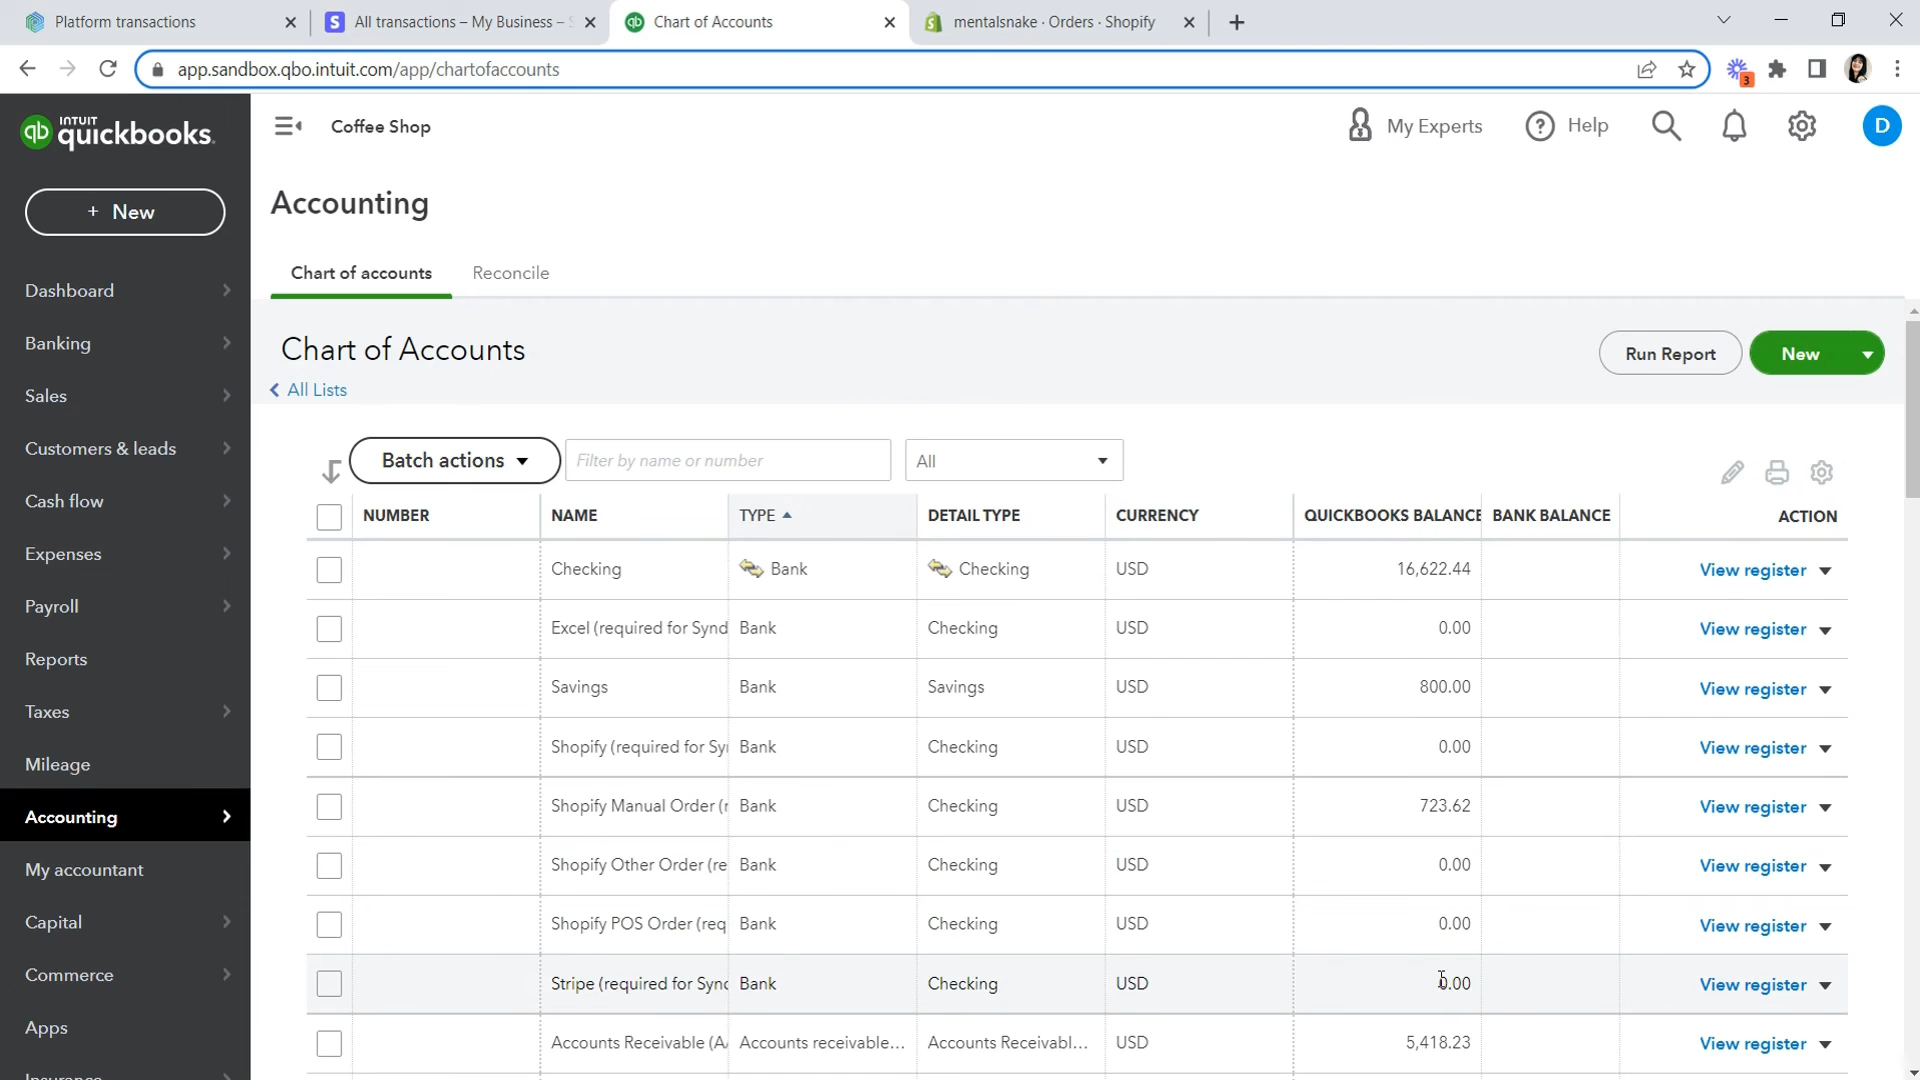 Platform transactions
All transactions – My Business –
Chart of Accounts
mentalsnake · Orders · Shopify
app.sandbox.qbo.intuit.com/app/chartofaccounts
3
INTUIT
quickbooks.
Coffee Shop
My Experts
Help
D
+ New
Accounting
Chart of accounts
Reconcile
Dashboard
Banking
Sales
Customers & leads
Cash flow
Expenses
Payroll
Reports
Taxes
Mileage
Accounting
My accountant
Capital
Commerce
Apps
Insurance
Chart of Accounts
All Lists
Run Report
New
Batch actions
Filter by name or number
All
NUMBER NAME TYPE DETAIL TYPE CURRENCY QUICKBOOKS BALANCE BANK BALANCE ACTION
Checking Bank Checking USD 16,622.44 View register
Excel (required for Synd Bank Checking USD 0.00 View register
Savings Bank Savings USD 800.00 View register
Shopify (required for Sy Bank Checking USD 0.00 View register
Shopify Manual Order (r Bank Checking USD 723.62 View register
Shopify Other Order (re Bank Checking USD 0.00 View register
Shopify POS Order (req Bank Checking USD 0.00 View register
Stripe (required for Sync Bank Checking USD 0.00 View register
Accounts Receivable (A/ Accounts receivable... Accounts Receivabl... USD 5,418.23 View register